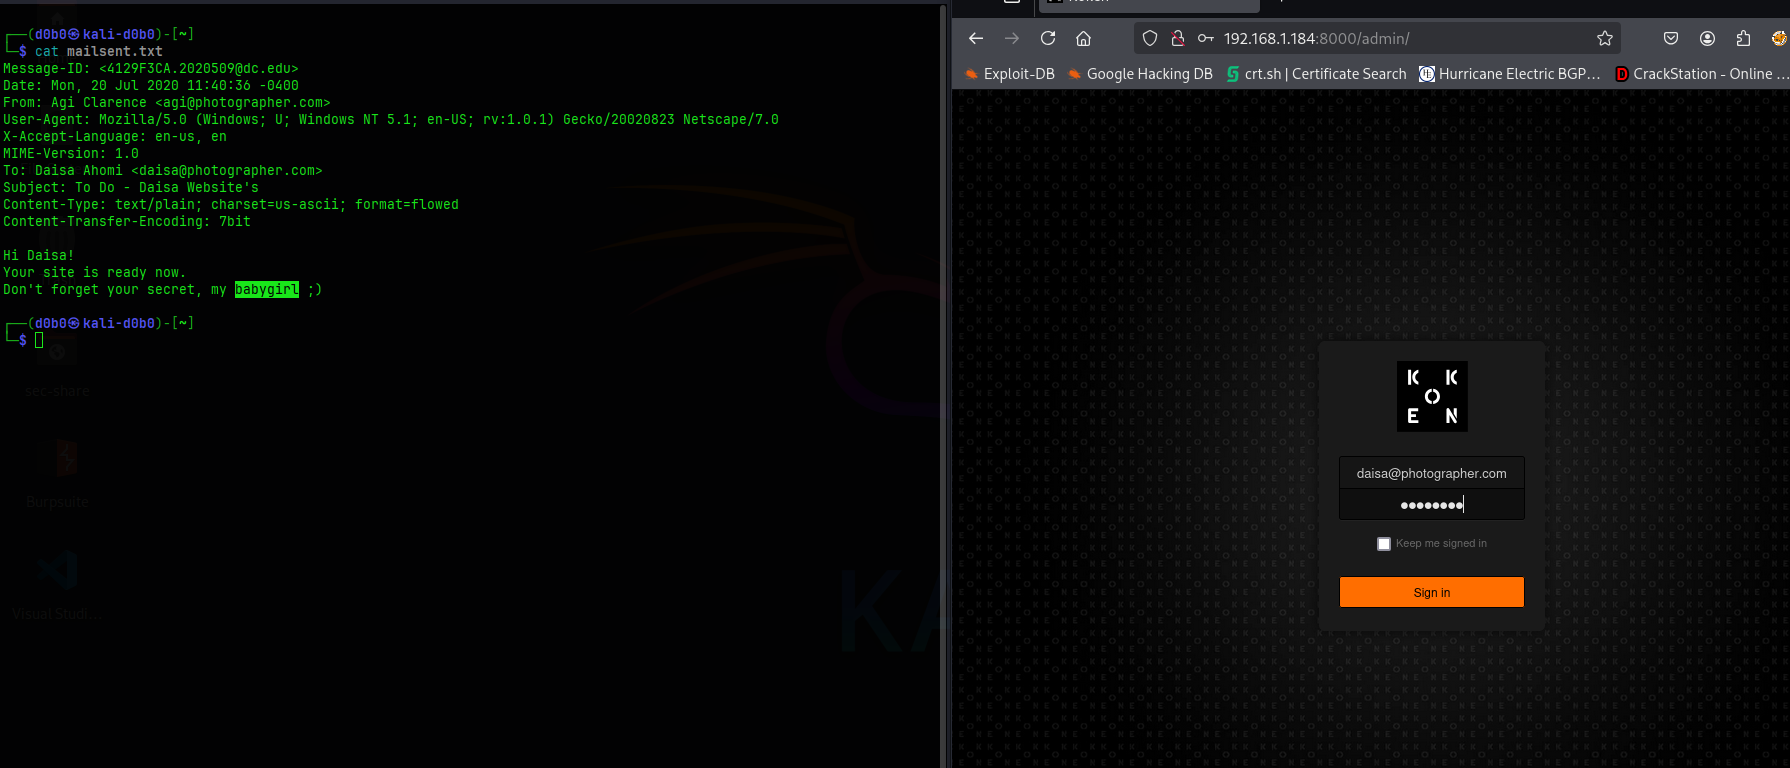 ┌──(d0b0㉿kali-d0b0)-[~]
└─$ cat mailsent.txt
Message-ID: <4129F3CA.2020509@dc.edu>
Date: Mon, 20 Jul 2020 11:40:36 -0400
From: Agi Clarence <agi@photographer.com>
User-Agent: Mozilla/5.0 (Windows; U; Windows NT 5.1; en-US; rv:1.0.1) Gecko/20020823 Netscape/7.0
X-Accept-Language: en-us, en
MIME-Version: 1.0
To: Daisa Ahomi <daisa@photographer.com>
Subject: To Do - Daisa Website's
Content-Type: text/plain; charset=us-ascii; format=flowed
Content-Transfer-Encoding: 7bit
Hi Daisa!
Your site is ready now.
Don't forget your secret, my babygirl ;)
┌──(d0b0㉿kali-d0b0)-[~]
└─$
sec-share
Burpsuite
Visual Studi...
KA
192.168.1.184:8000/admin/
Exploit-DB
Google Hacking DB
crt.sh | Certificate Search
Hurricane Electric BGP...
CrackStation - Online ...
K K
O
E N
daisa@photographer.com
••••••••
Keep me signed in
Sign in